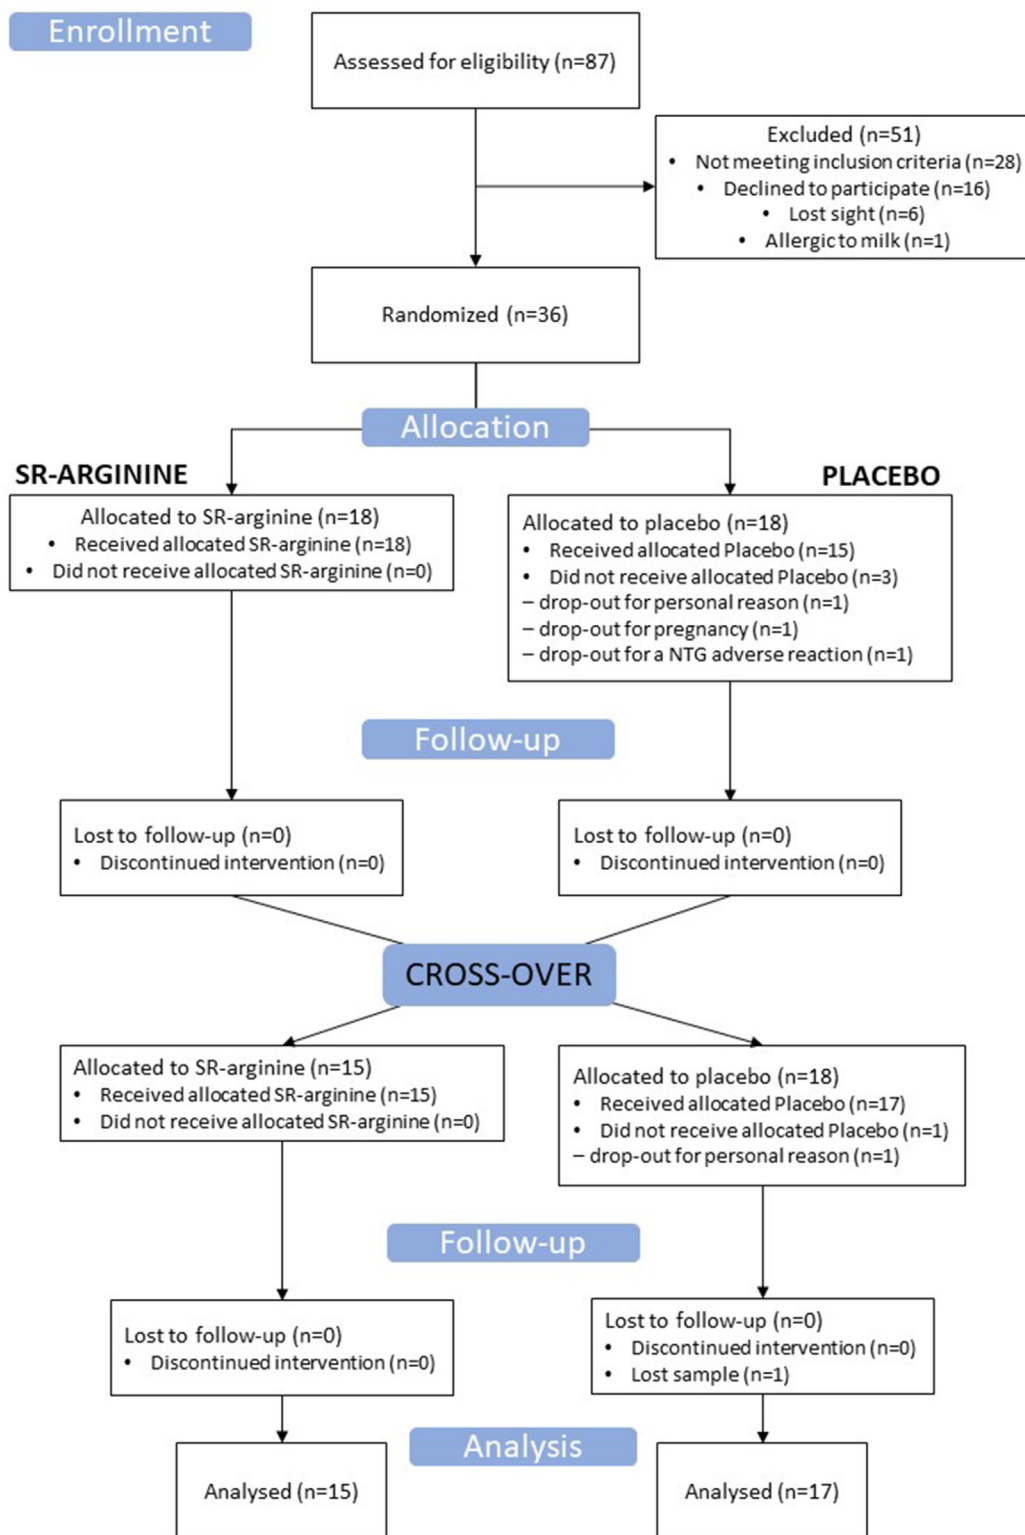 Enrollment
Assessed for eligibility (n=87)
Excluded (n=51)
• Not meeting inclusion criteria (n=28)
• Declined to participate (n=16)
• Lost sight (n=6)
• Allergic to milk (n=1)
Randomized (n=36)
Allocation
SR-ARGININE
Allocated to SR-arginine (n=18)
• Received allocated SR-arginine (n=18)
• Did not receive allocated SR-arginine (n=0)
PLACEBO
Allocated to placebo (n=18)
• Received allocated Placebo (n=15)
• Did not receive allocated Placebo (n=3)
– drop-out for personal reason (n=1)
– drop-out for pregnancy (n=1)
– drop-out for a NTG adverse reaction (n=1)
Follow-up
Lost to follow-up (n=0)
• Discontinued intervention (n=0)
Lost to follow-up (n=0)
• Discontinued intervention (n=0)
CROSS-OVER
Allocated to SR-arginine (n=15)
• Received allocated SR-arginine (n=15)
• Did not receive allocated SR-arginine (n=0)
Allocated to placebo (n=18)
• Received allocated Placebo (n=17)
• Did not receive allocated Placebo (n=1)
– drop-out for personal reason (n=1)
Follow-up
Lost to follow-up (n=0)
• Discontinued intervention (n=0)
Lost to follow-up (n=0)
• Discontinued intervention (n=0)
• Lost sample (n=1)
Analysis
Analysed (n=15)
Analysed (n=17)